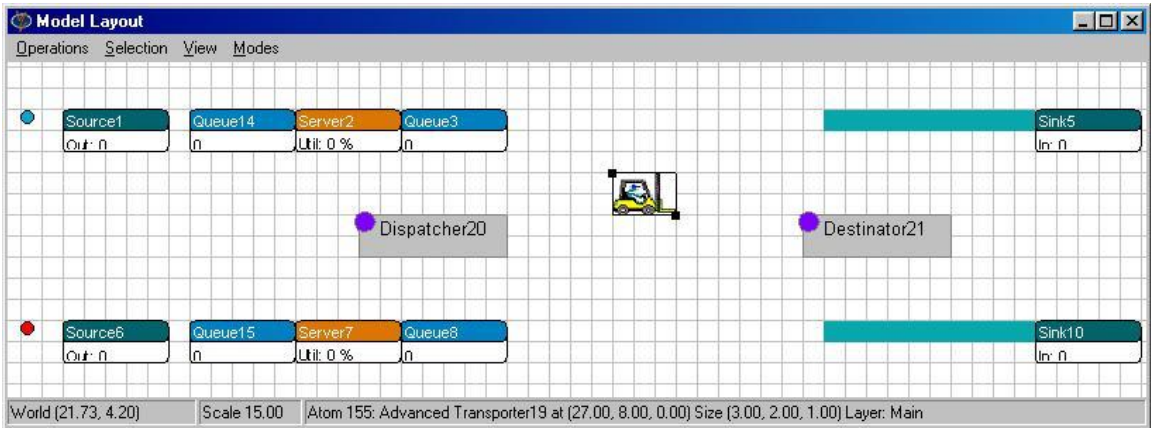 Model Layout
Operations Selection View Modes
Source1 Queue14 Server2 Queue3 Sink5
Out: 0 0 Util: 0 % 0 In: 0
Dispatcher20 Destinator21
Source6 Queue15 Server7 Queue8 Sink10
Out: 0 0 Util: 0 % 0 In: 0
World (21.73, 4.20) Scale 15.00 Atom 155: Advanced Transporter19 at (27.00, 8.00, 0.00) Size (3.00, 2.00, 1.00) Layer: Main